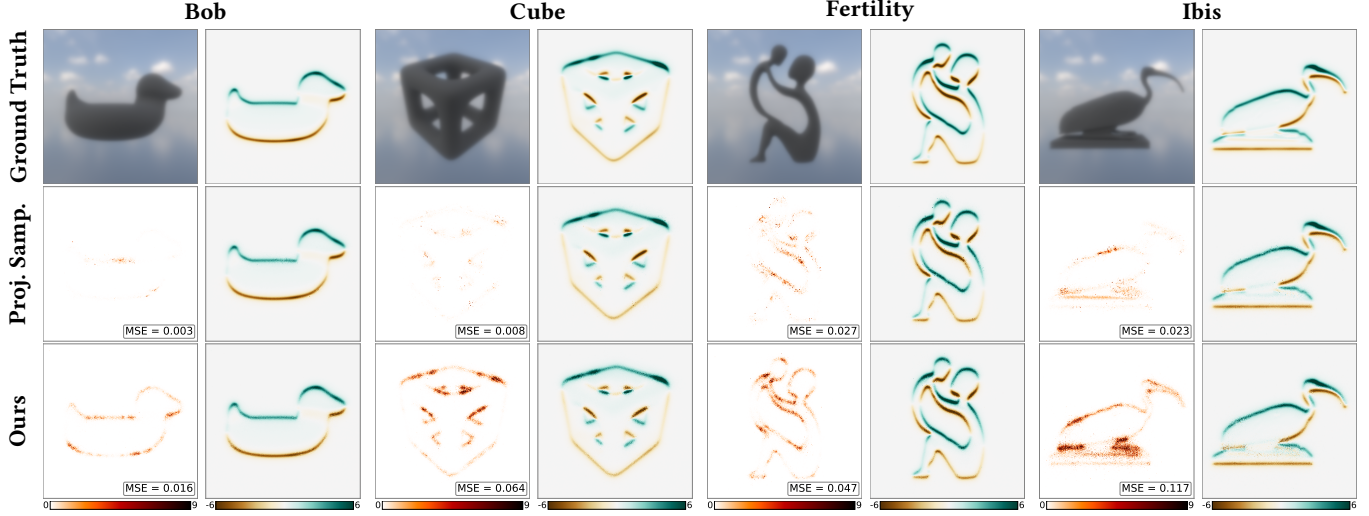 Bob Cube Fertility Ibis
Ground Truth
Proj. Samp.
MSE = 0.003 MSE = 0.008 MSE = 0.027 MSE = 0.023
Ours
MSE = 0.016 MSE = 0.064 MSE = 0.047 MSE = 0.117
0 9 -6 6 0 9 -6 6 0 9 -6 6 0 9 -6 6